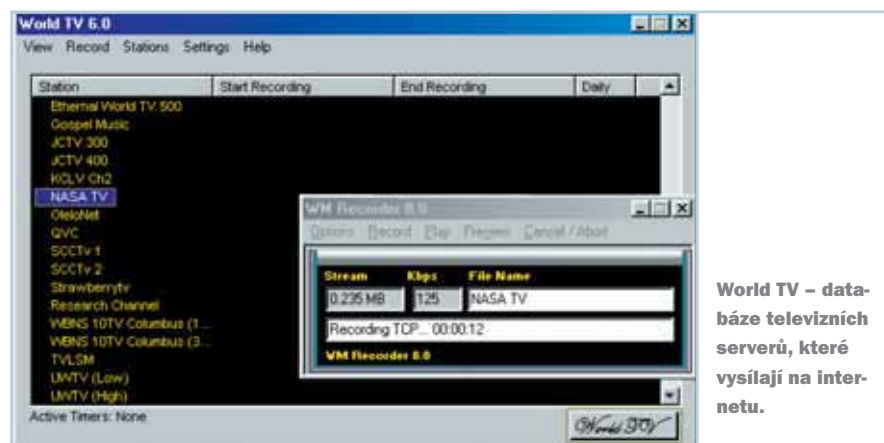 World TV 6.0
View Record Stations Settings Help
Station Start Recording End Recording Daily
Ethernal World TV 500
Gospel Music
JCTV 300
JCTV 400
KCLV Ch2
NASA TV
OleloNet
QVC
SCCTv 1
SCCTv 2
Strawberrytv
Research Channel
WBNS 10TV Columbus (1...
WBNS 10TV Columbus (3...
TVLSM
UWTV (Low)
UWTV (High)
Active Timers: None
World TV
WM Recorder 8.0
Options Record Play Preview Cancel / Abort
Stream Kbps File Name
0.235 MB 125 NASA TV
Recording TCP... 00:00:12
WM Recorder 8.0
World TV – data-
báze televizních
serverů, které
vysílají na inter-
netu.